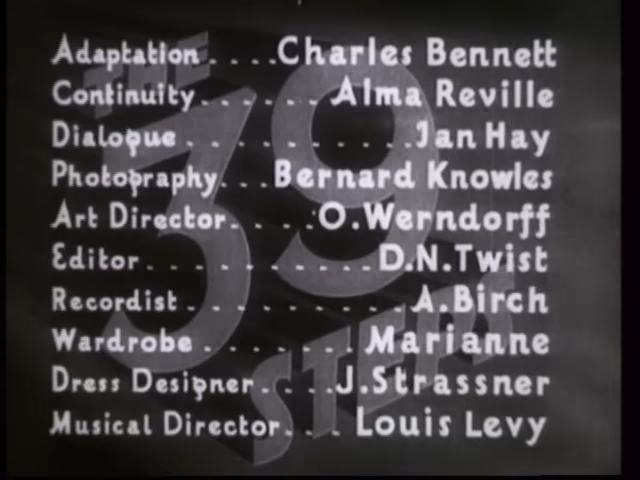 THE 39 STEPS
Adaptation....Charles Bennett
Continuity......Alma Reville
Dialogue..........Ian Hay
Photography...Bernard Knowles
Art Director....O.Werndorff
Editor..........D.N.Twist
Recordist..........A.Birch
Wardrobe.......Marianne
Dress Designer....J.Strassner
Musical Director...Louis Levy